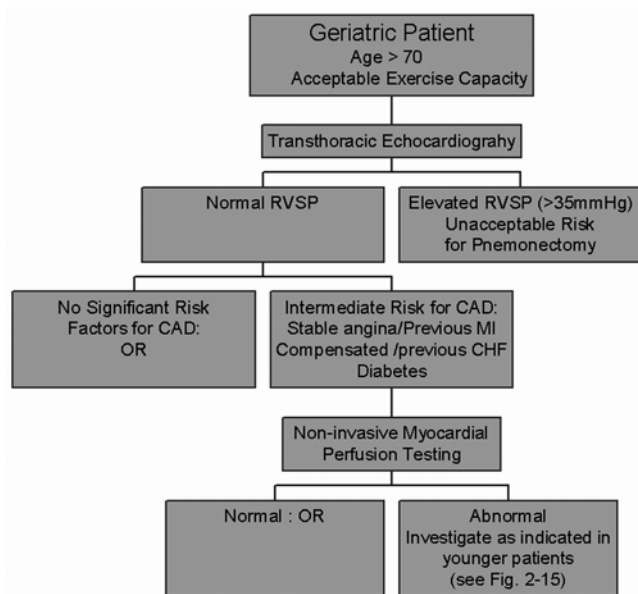 Geriatric Patient
Age > 70
Acceptable Exercise Capacity
Transthoracic Echocardiograhy
Normal RVSP
Elevated RVSP (>35mmHg)
Unacceptable Risk
for Pnemonectomy
No Significant Risk
Factors for CAD:
OR
Intermediate Risk for CAD:
Stable angina/Previous MI
Compensated /previous CHF
Diabetes
Non-invasive Myocardial
Perfusion Testing
Normal : OR
Abnormal
Investigate as indicated in
younger patients
(see Fig. 2-15)